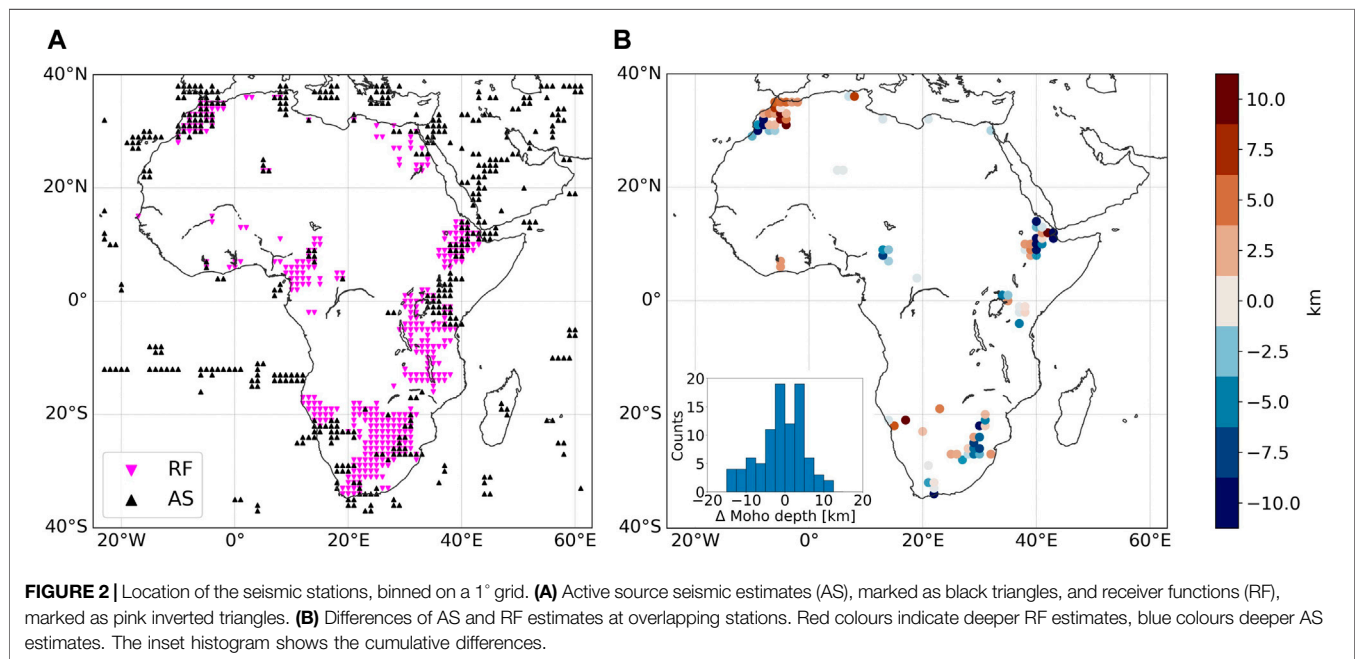 A
B
40°N
20°N
0°
20°S
40°S
20°W
0°
20°E
40°E
60°E
RF
AS
40°N
20°N
0°
20°S
40°S
20°W
0°
20°E
40°E
60°E
20
15
10
5
0
Counts
−20
−10
0
10
20
Δ Moho depth [km]
10.0
7.5
5.0
2.5
0.0
−2.5
−5.0
−7.5
−10.0
km
FIGURE 2 | Location of the seismic stations, binned on a 1° grid. (A) Active source seismic estimates (AS), marked as black triangles, and receiver functions (RF),
marked as pink inverted triangles. (B) Differences of AS and RF estimates at overlapping stations. Red colours indicate deeper RF estimates, blue colours deeper AS
estimates. The inset histogram shows the cumulative differences.